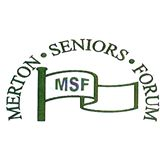 MERTON • SENIORS • FORUM
MSF